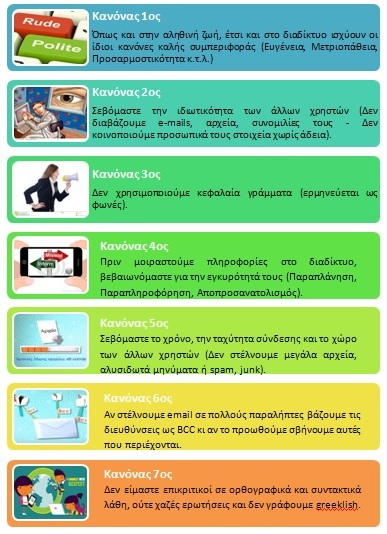 Rude
Polite
Κανόνας 1ος
Όπως και στην αληθινή ζωή, έτσι και στο διαδίκτυο ισχύουν οι
ίδιοι κανόνες καλής συμπεριφοράς (Ευγένεια, Μετριοπάθεια,
Προσαρμοστικότητα κ.τ.λ.)
Κανόνας 2ος
Σεβόμαστε την ιδιωτικότητα των άλλων χρηστών (Δεν
διαβάζουμε e-mails, αρχεία, συνομιλίες τους - Δεν
κοινοποιούμε προσωπικά τους στοιχεία χωρίς άδεια).
Κανόνας 3ος
Δεν χρησιμοποιούμε κεφαλαία γράμματα (ερμηνεύεται ως
φωνές).
Κανόνας 4ος
Πριν μοιραστούμε πληροφορίες στο διαδίκτυο,
βεβαιωνόμαστε για την εγκυρότητά τους (Παραπλάνηση,
Παραπληροφόρηση, Αποπροσανατολισμός).
Κανόνας 5ος
Σεβόμαστε το χρόνο, την ταχύτητα σύνδεσης και το χώρο
των άλλων χρηστών (Δεν στέλνουμε μεγάλα αρχεία,
αλυσιδωτά μηνύματα ή spam, junk).
Κανόνας 6ος
Αν στέλνουμε email σε πολλούς παραλήπτες βάζουμε τις
διευθύνσεις ως BCC κι αν το προωθούμε σβήνουμε αυτές
που περιέχονται.
Κανόνας 7ος
Δεν είμαστε επικριτικοί σε ορθογραφικά και συντακτικά
λάθη, ούτε χαζές ερωτήσεις και δεν γράφουμε greeklish.